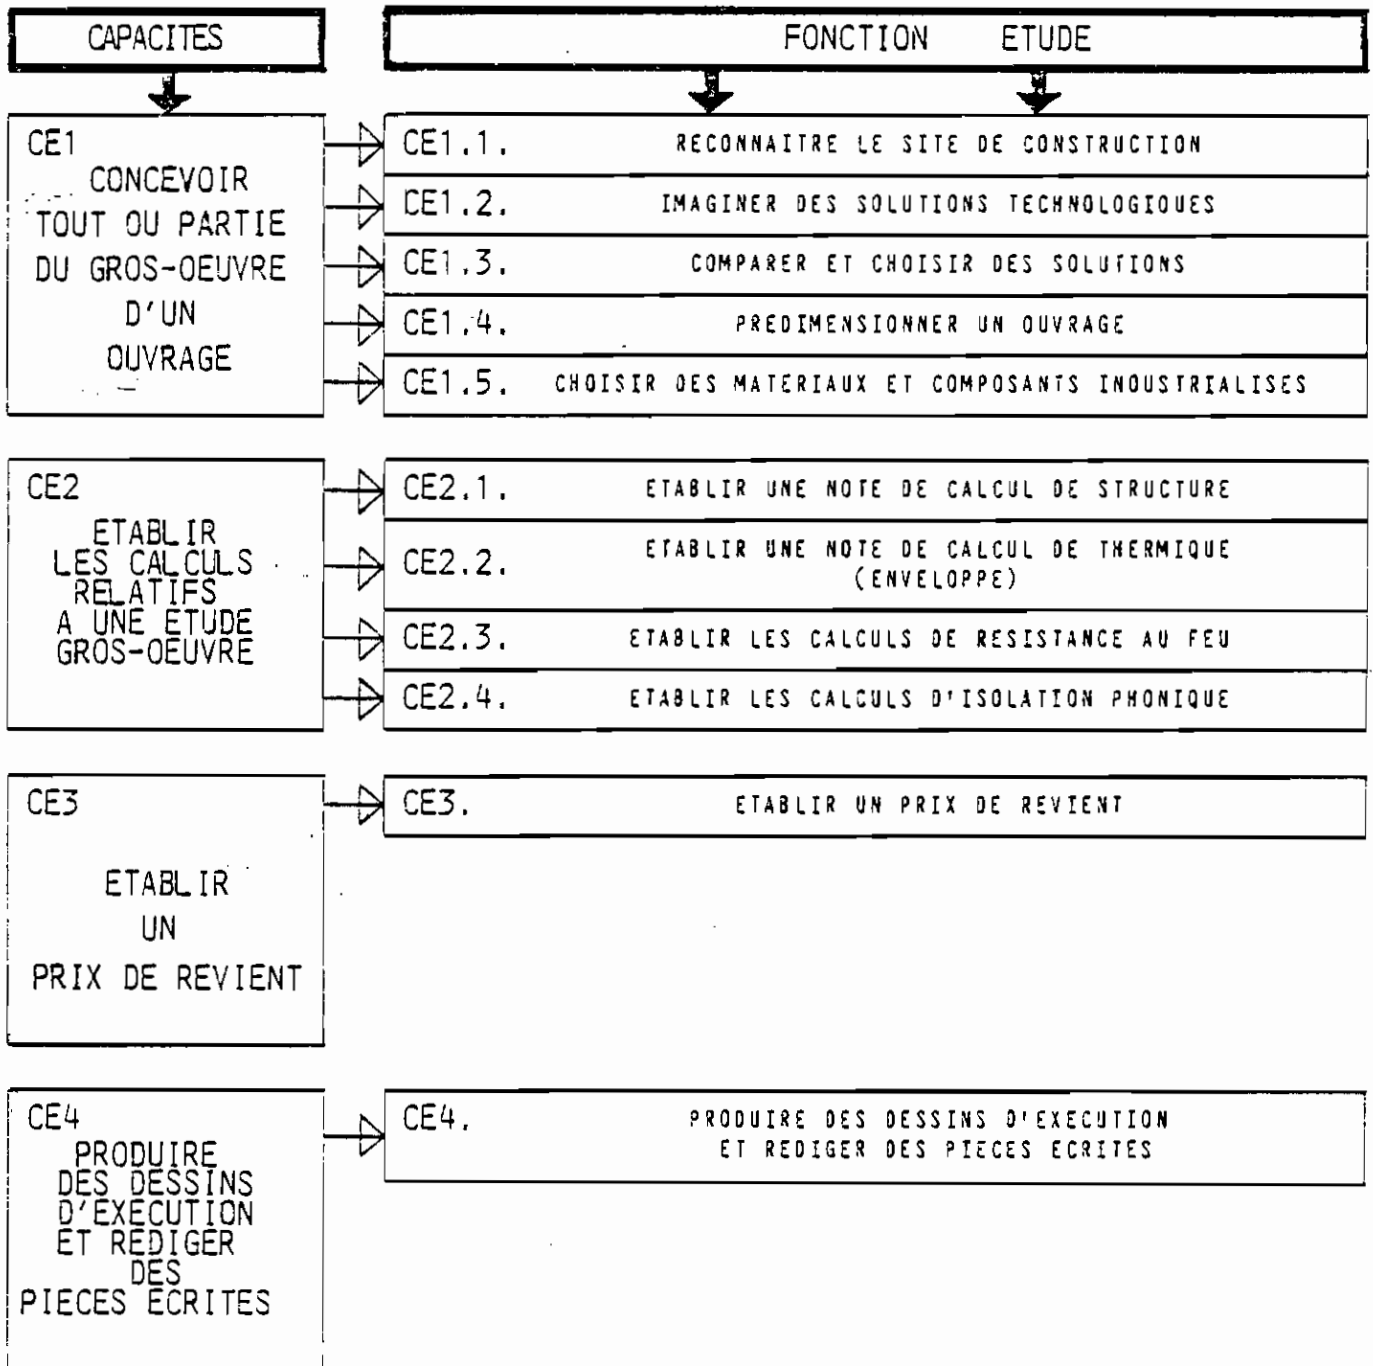 CAPACITES
FONCTION ETUDE
CE1
CONCEVOIR
TOUT OU PARTIE
DU GROS-OEUVRE
D'UN
OUVRAGE
CE1.1. RECONNAITRE LE SITE DE CONSTRUCTION
CE1.2. IMAGINER DES SOLUTIONS TECHNOLOGIQUES
CE1.3. COMPARER ET CHOISIR DES SOLUTIONS
CE1.4. PREDIMENSIONNER UN OUVRAGE
CE1.5. CHOISIR DES MATERIAUX ET COMPOSANTS INDUSTRIALISES
CE2
ETABLIR
LES CALCULS
RELATIFS
A UNE ETUDE
GROS-OEUVRE
CE2.1. ETABLIR UNE NOTE DE CALCUL DE STRUCTURE
CE2.2. ETABLIR UNE NOTE DE CALCUL DE THERMIQUE
(ENVELOPPE)
CE2.3. ETABLIR LES CALCULS DE RESISTANCE AU FEU
CE2.4. ETABLIR LES CALCULS D'ISOLATION PHONIQUE
CE3
ETABLIR
UN
PRIX DE REVIENT
CE3. ETABLIR UN PRIX DE REVIENT
CE4
PRODUIRE
DES DESSINS
D'EXECUTION
ET REDIGER
DES
PIECES ECRITES
CE4. PRODUIRE DES DESSINS D'EXECUTION
ET REDIGER DES PIECES ECRITES